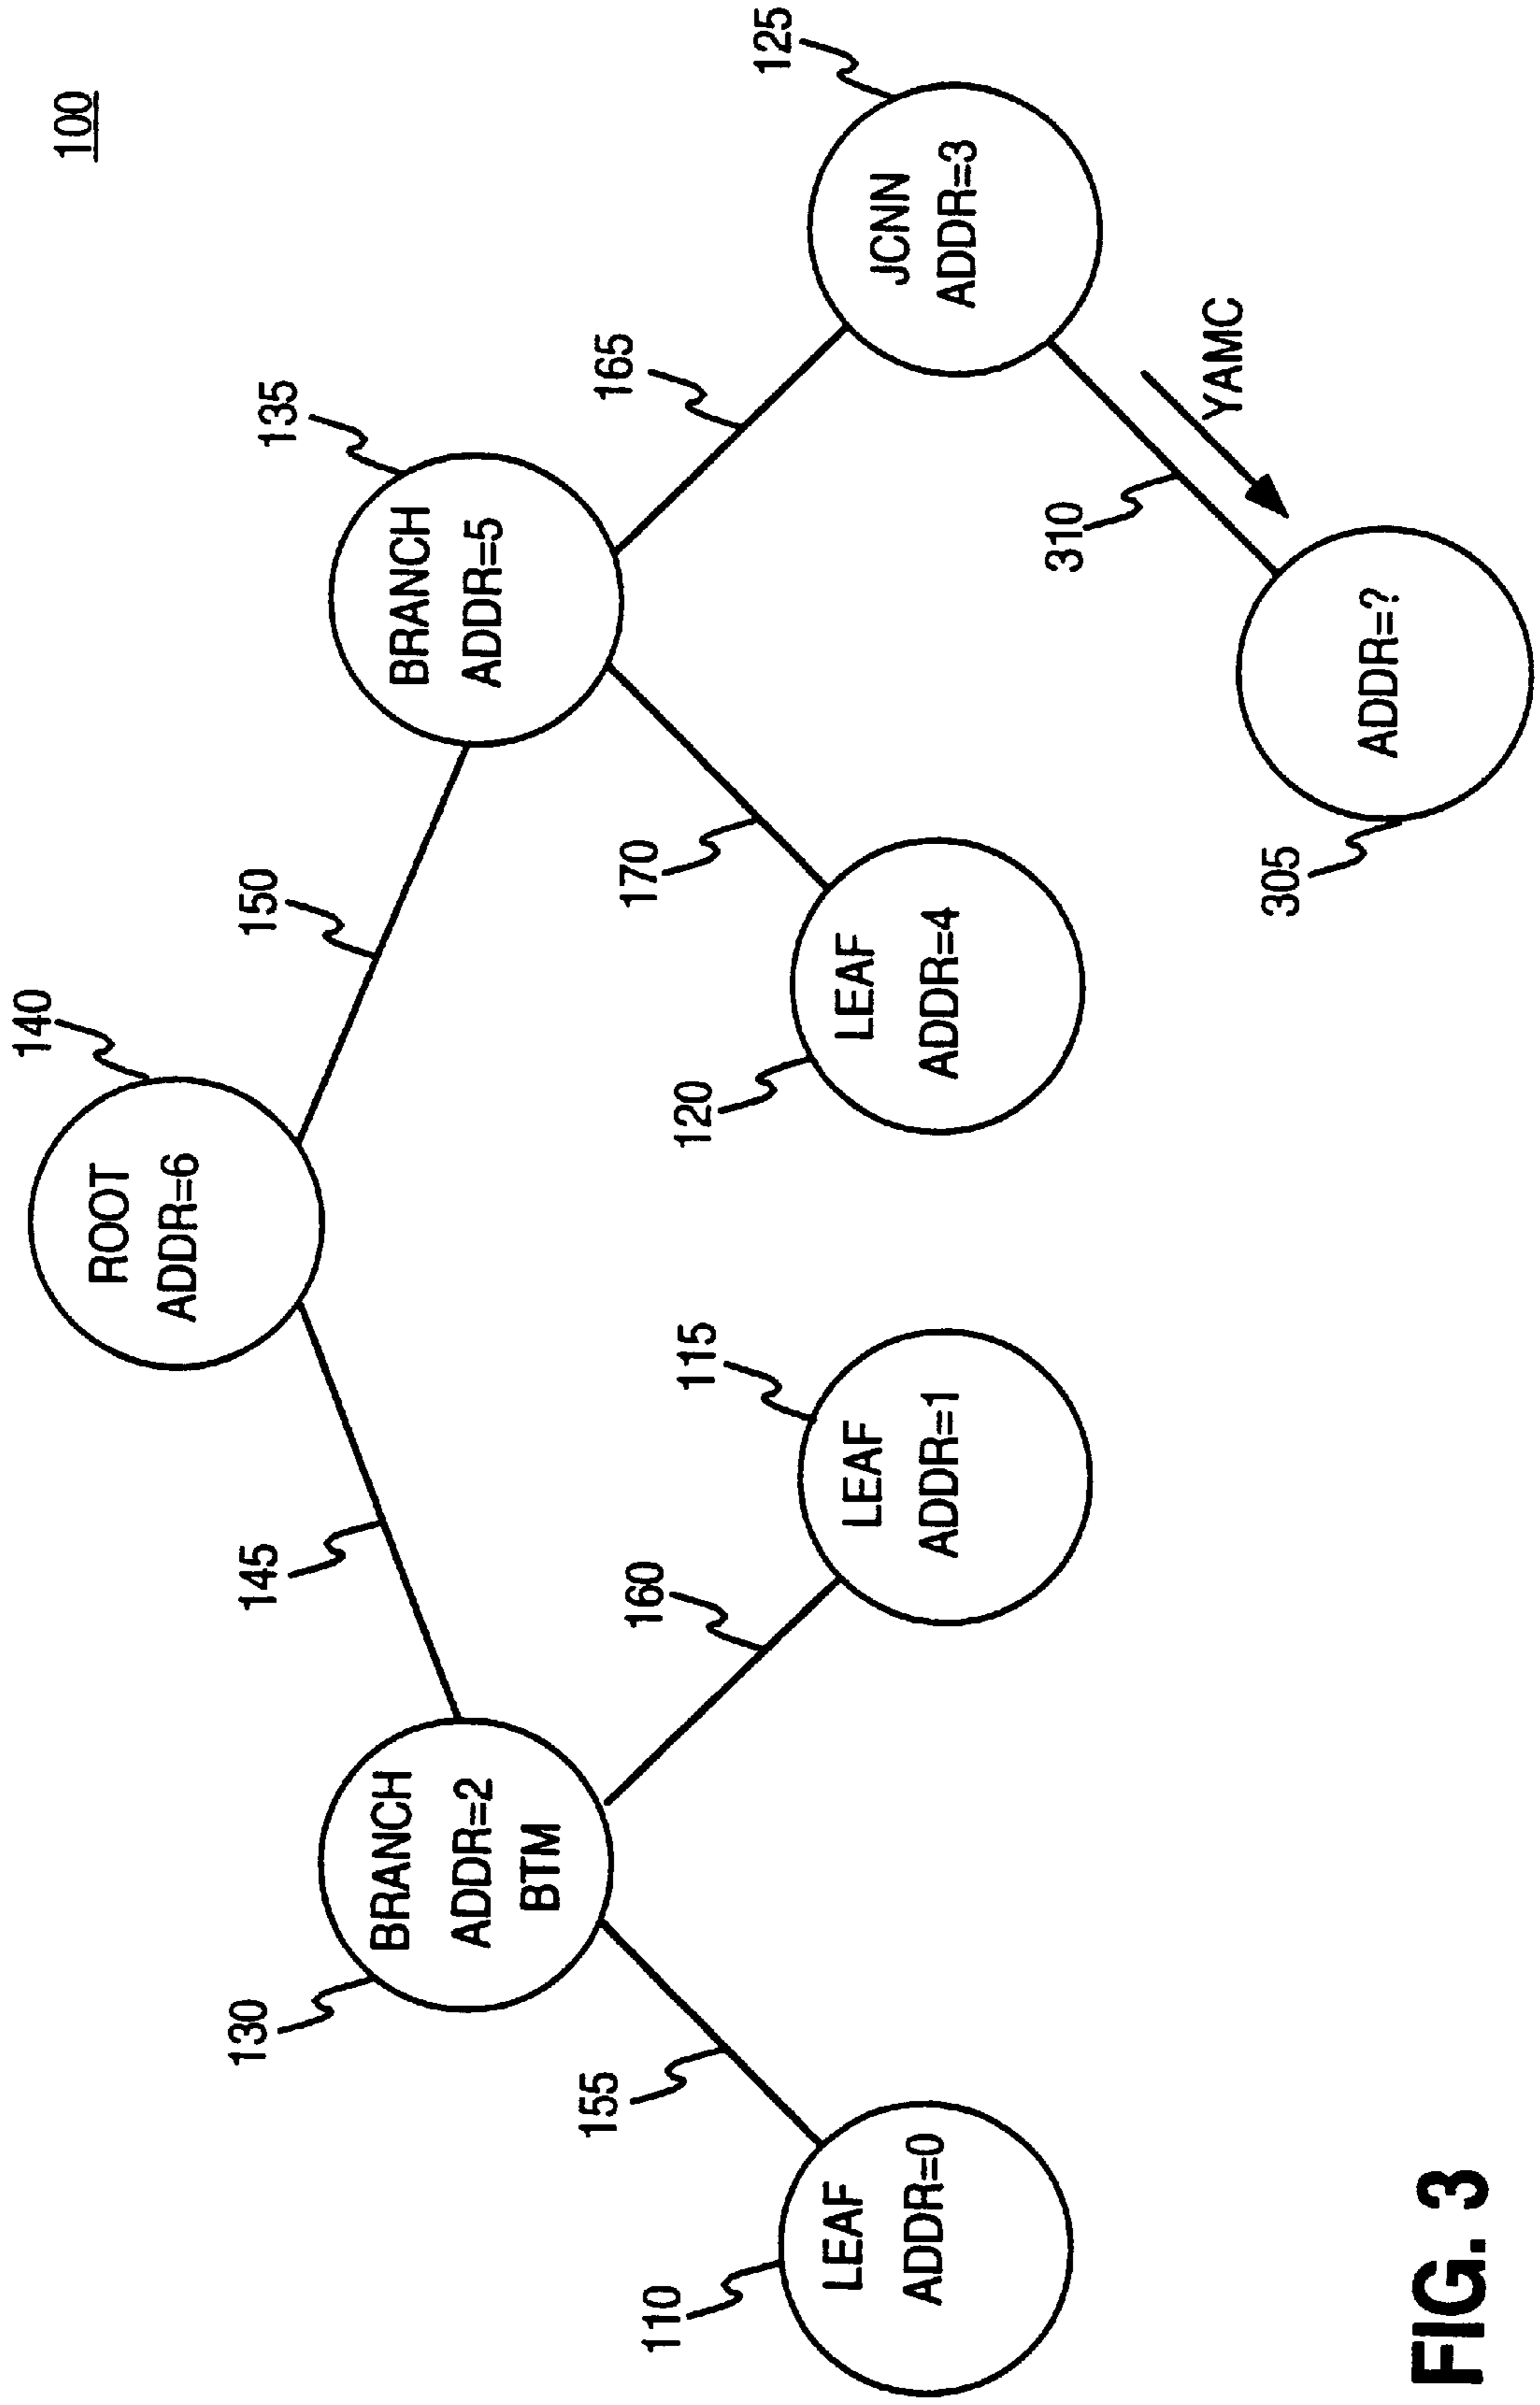 100
140
ROOT
ADDR=6
145
150
130
BRANCH
ADDR=2
BTM
135
BRANCH
ADDR=5
155
160
170
165
110
LEAF
ADDR=0
115
LEAF
ADDR=1
120
LEAF
ADDR=4
125
JCNN
ADDR=3
310
YAMC
305
ADDR=?
FIG. 3